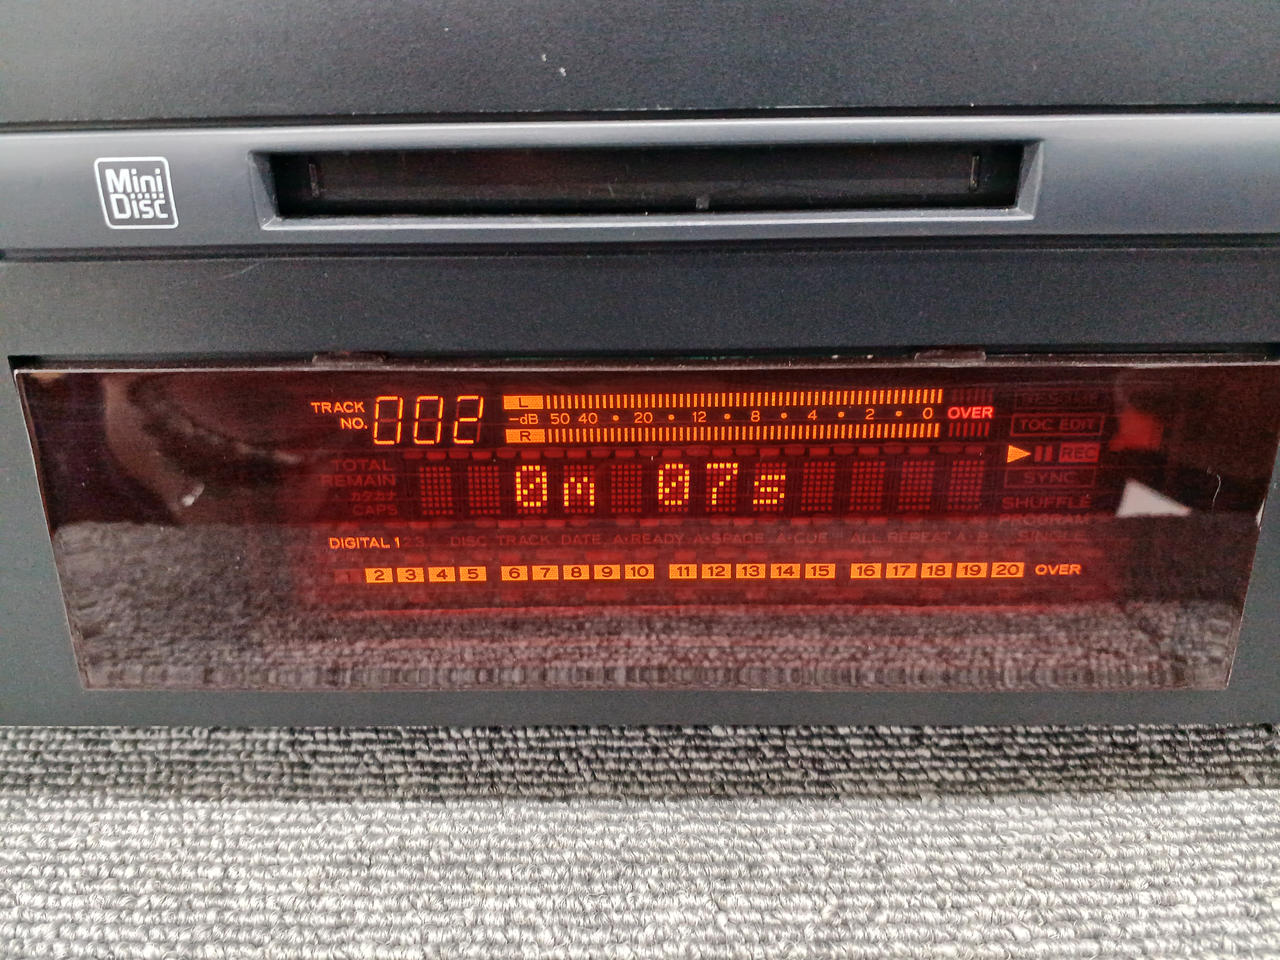 Mini
Disc
TRACK
NO. 002
L
-dB 50 40 • 20 • 12 • 8 • 4 • 2 • 0 OVER
R
TOC EDIT
REC
TOTAL
REMAIN
カタカナ
CAPS
0m 07s
SYNC
SHUFFLE
PROGRAM
DIGITAL 1 2 3 DISC TRACK DATE A•READY A•SPACE A•CUE ALL REPEAT A-B
1 2 3 4 5 6 7 8 9 10 11 12 13 14 15 16 17 18 19 20 OVER